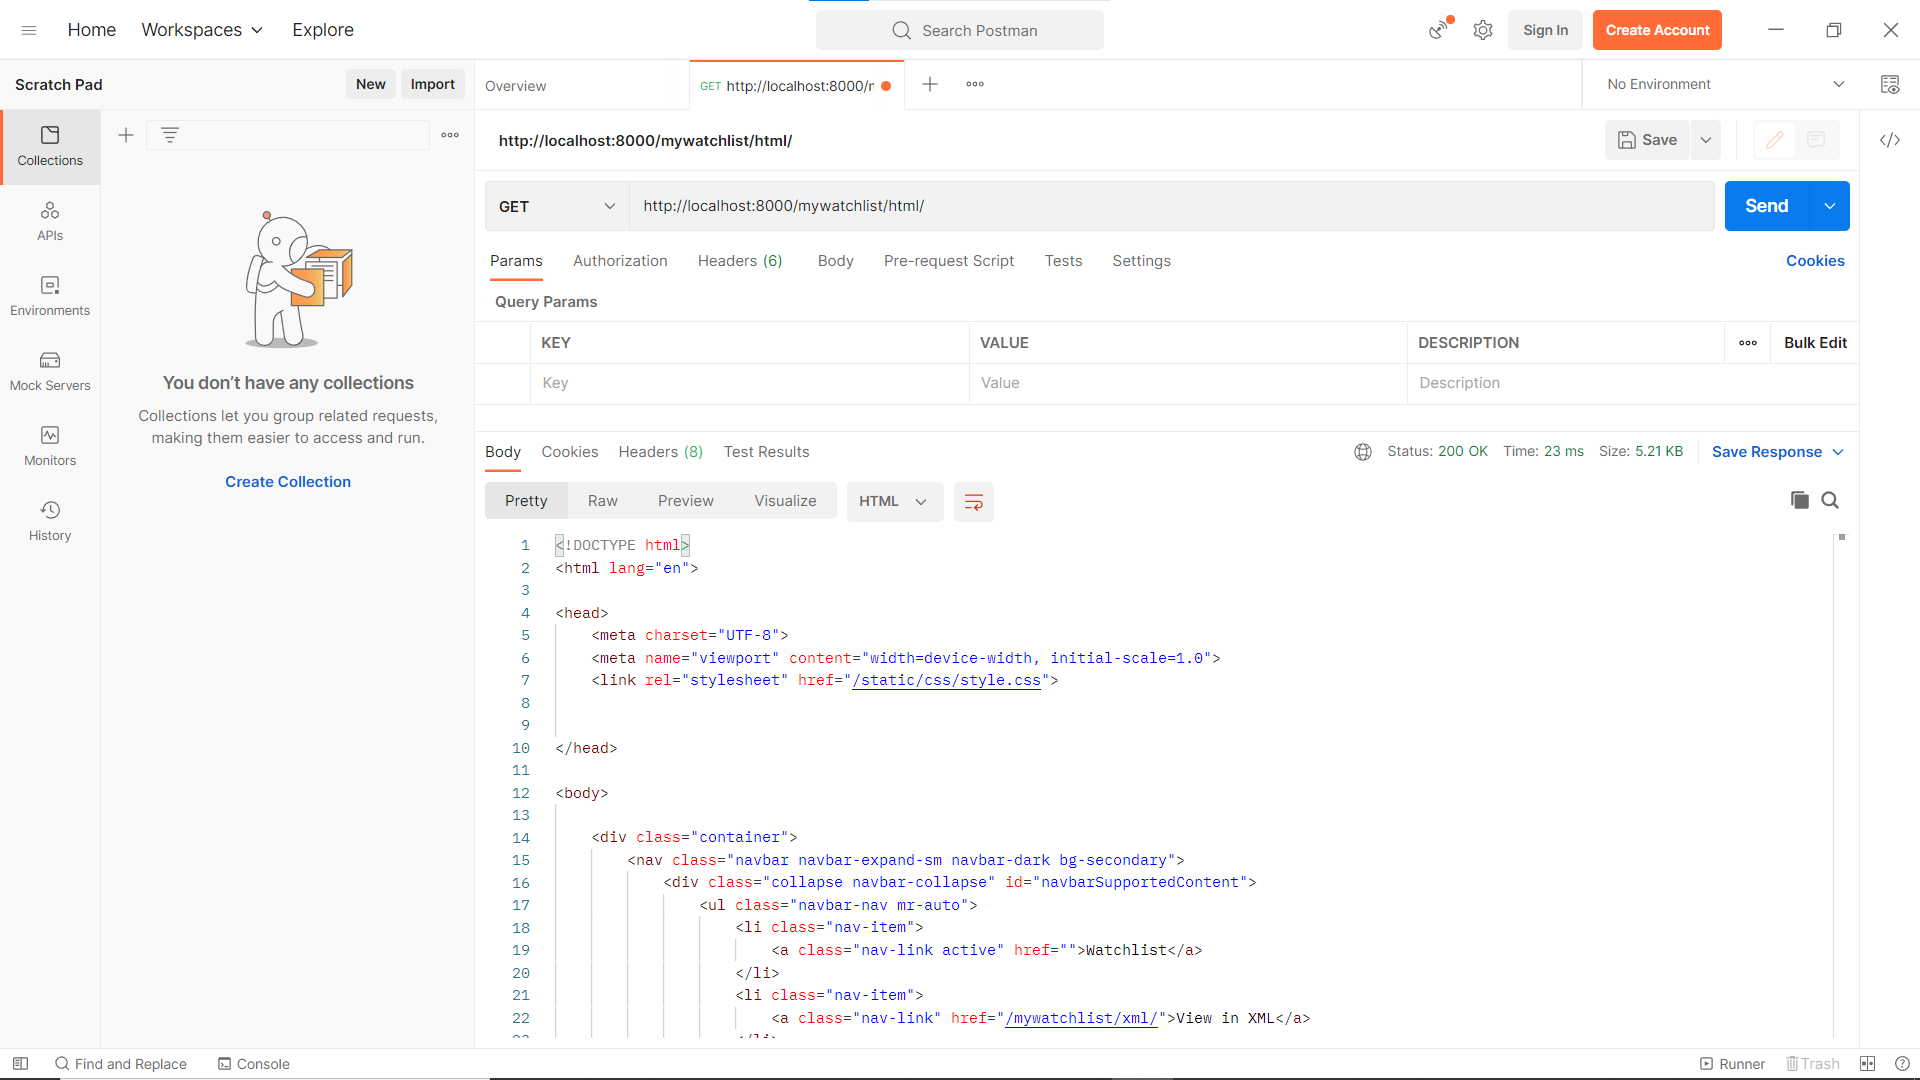 Home Workspaces Explore Search Postman Sign In Create Account
Scratch Pad New Import Overview GET http://localhost:8000/r No Environment
http://localhost:8000/mywatchlist/html/ Save
Collections
APIs
Environments
Mock Servers
Monitors
History
You don't have any collections
Collections let you group related requests,
making them easier to access and run.
Create Collection
GET http://localhost:8000/mywatchlist/html/ Send
Params Authorization Headers (6) Body Pre-request Script Tests Settings Cookies
Query Params
KEY VALUE DESCRIPTION Bulk Edit
Key Value Description
Body Cookies Headers (8) Test Results Status: 200 OK Time: 23 ms Size: 5.21 KB Save Response
Pretty Raw Preview Visualize HTML
1 <!DOCTYPE html>
2 <html lang="en">
3
4 <head>
5 <meta charset="UTF-8">
6 <meta name="viewport" content="width=device-width, initial-scale=1.0">
7 <link rel="stylesheet" href="/static/css/style.css">
8
9
10 </head>
11
12 <body>
13
14 <div class="container">
15 <nav class="navbar navbar-expand-sm navbar-dark bg-secondary">
16 <div class="collapse navbar-collapse" id="navbarSupportedContent">
17 <ul class="navbar-nav mr-auto">
18 <li class="nav-item">
19 <a class="nav-link active" href="">Watchlist</a>
20 </li>
21 <li class="nav-item">
22 <a class="nav-link" href="/mywatchlist/xml/">View in XML</a>
Find and Replace Console Runner Trash